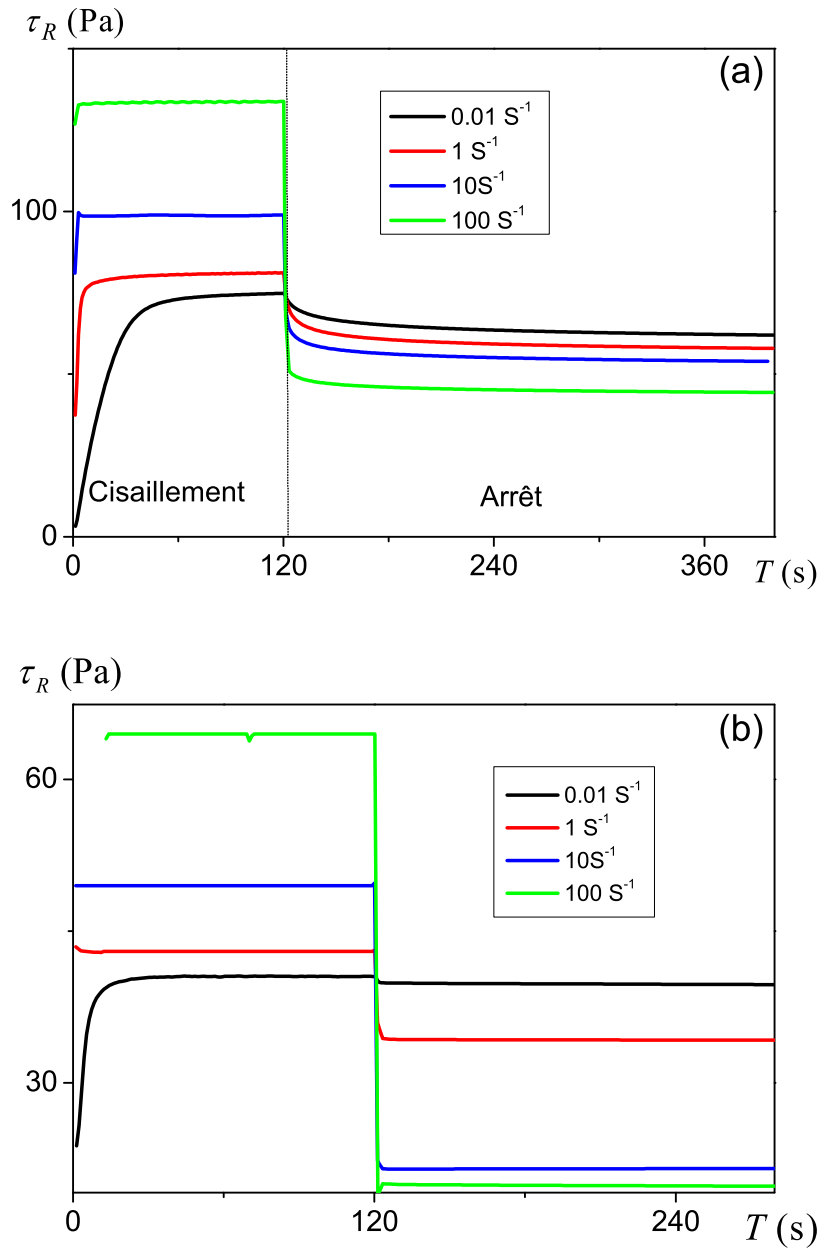 τR (Pa)
(a)
0.01 S-1
1 S-1
10S-1
100 S-1
100
Cisaillement
Arrêt
0
0
120
240
360
T (s)
τR (Pa)
(b)
60
0.01 S-1
1 S-1
10S-1
100 S-1
30
0
120
240
T (s)